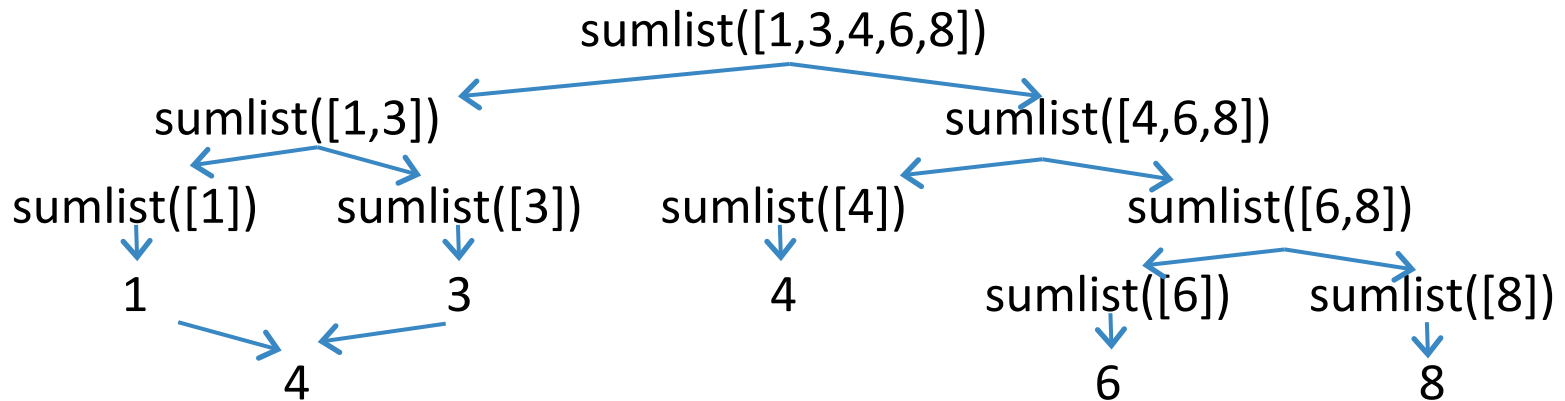 sumlist([1,3,4,6,8])
sumlist([1,3]) sumlist([4,6,8])
sumlist([1]) sumlist([3]) sumlist([4]) sumlist([6,8])
1 3 4 sumlist([6]) sumlist([8])
4 6 8